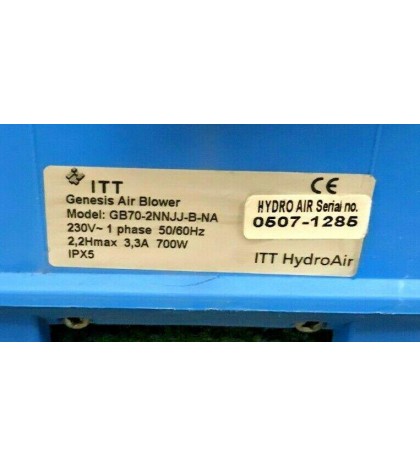 ITT
CE
Genesis Air Blower
Model: GB70-2NNJJ-B-NA
230V~ 1 phase 50/60Hz
2,2Hmax 3,3A 700W
IPX5
HYDRO AIR Serial no.
0507-1285
ITT HydroAir